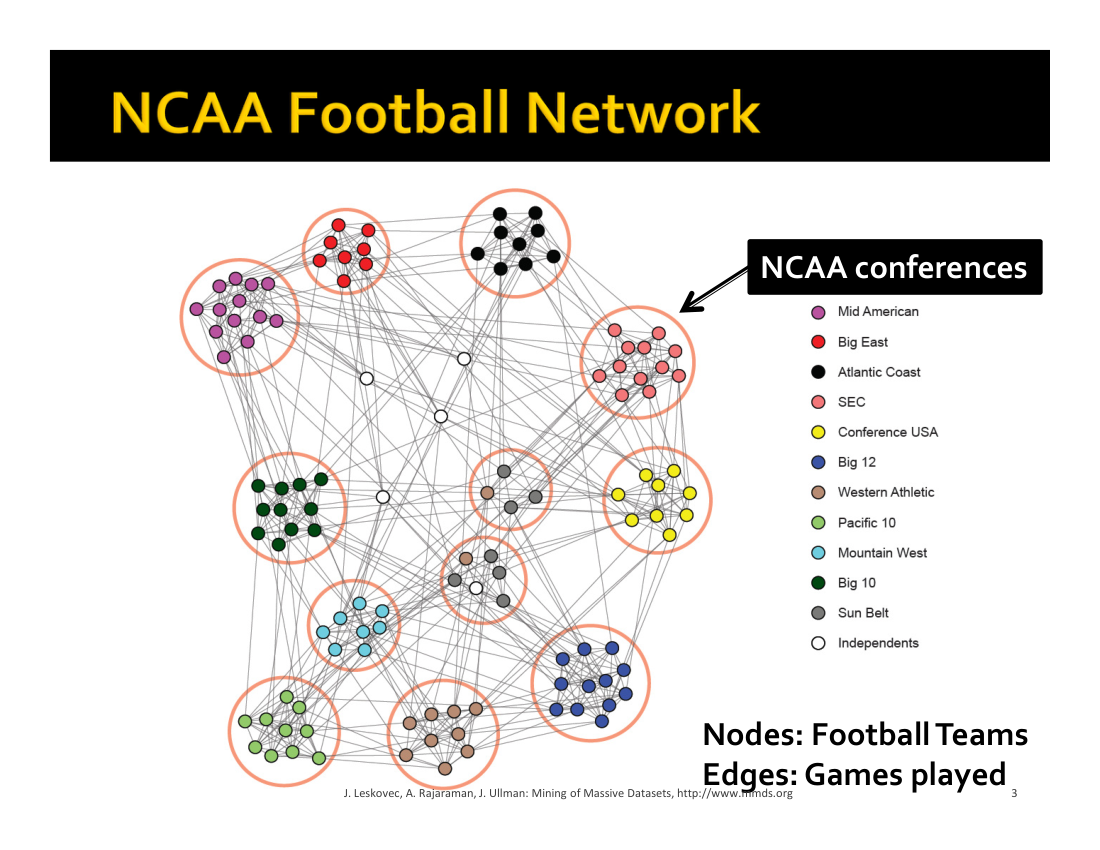 NCAA Football Network
NCAA conferences
Mid American
Big East
Atlantic Coast
SEC
Conference USA
Big 12
Western Athletic
Pacific 10
Mountain West
Big 10
Sun Belt
Independents
Nodes: Football Teams
Edges: Games played
J. Leskovec, A. Rajaraman, J. Ullman: Mining of Massive Datasets, http://www.mmds.org
3